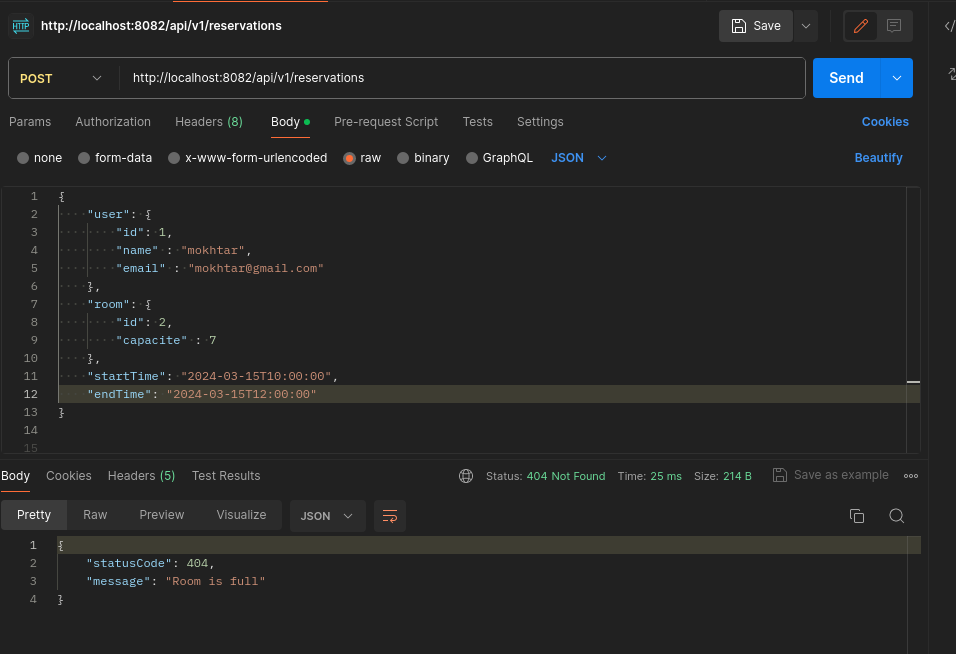 HTTP http://localhost:8082/api/v1/reservations Save
POST http://localhost:8082/api/v1/reservations Send
Params Authorization Headers (8) Body Pre-request Script Tests Settings Cookies
none form-data x-www-form-urlencoded raw binary GraphQL JSON Beautify
1 {
2 "user": {
3 "id": 1,
4 "name" : "mokhtar",
5 "email" : "mokhtar@gmail.com"
6 },
7 "room": {
8 "id": 2,
9 "capacite" : 7
10 },
11 "startTime": "2024-03-15T10:00:00",
12 "endTime": "2024-03-15T12:00:00"
13 }
14
15
Body Cookies Headers (5) Test Results Status: 404 Not Found Time: 25 ms Size: 214 B Save as example
Pretty Raw Preview Visualize JSON
1 {
2 "statusCode": 404,
3 "message": "Room is full"
4 }